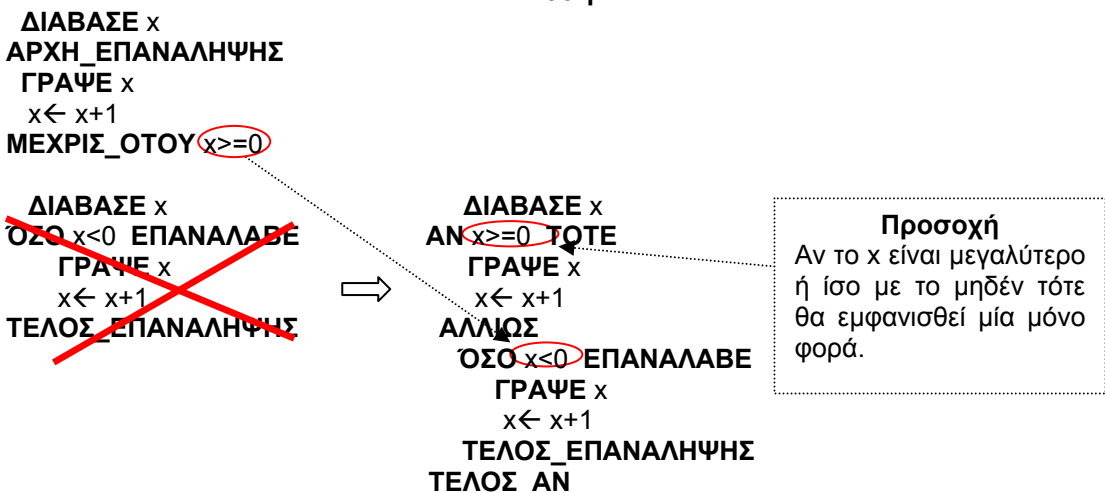 ΔΙΑΒΑΣΕ x
ΑΡΧΗ_ΕΠΑΝΑΛΗΨΗΣ
ΓΡΑΨΕ x
x← x+1
ΜΕΧΡΙΣ_ΟΤΟΥ x>=0
ΔΙΑΒΑΣΕ x
ΌΣΟ x<0 ΕΠΑΝΑΛΑΒΕ
ΓΡΑΨΕ x
x← x+1
ΤΕΛΟΣ_ΕΠΑΝΑΛΗΨΗΣ
ΔΙΑΒΑΣΕ x
ΑΝ x>=0 ΤΟΤΕ
ΓΡΑΨΕ x
x← x+1
ΑΛΛΙΩΣ
ΌΣΟ x<0 ΕΠΑΝΑΛΑΒΕ
ΓΡΑΨΕ x
x← x+1
ΤΕΛΟΣ_ΕΠΑΝΑΛΗΨΗΣ
ΤΕΛΟΣ_ΑΝ
Προσοχή
Αν το x είναι μεγαλύτερο
ή ίσο με το μηδέν τότε
θα εμφανισθεί μία μόνο
φορά.